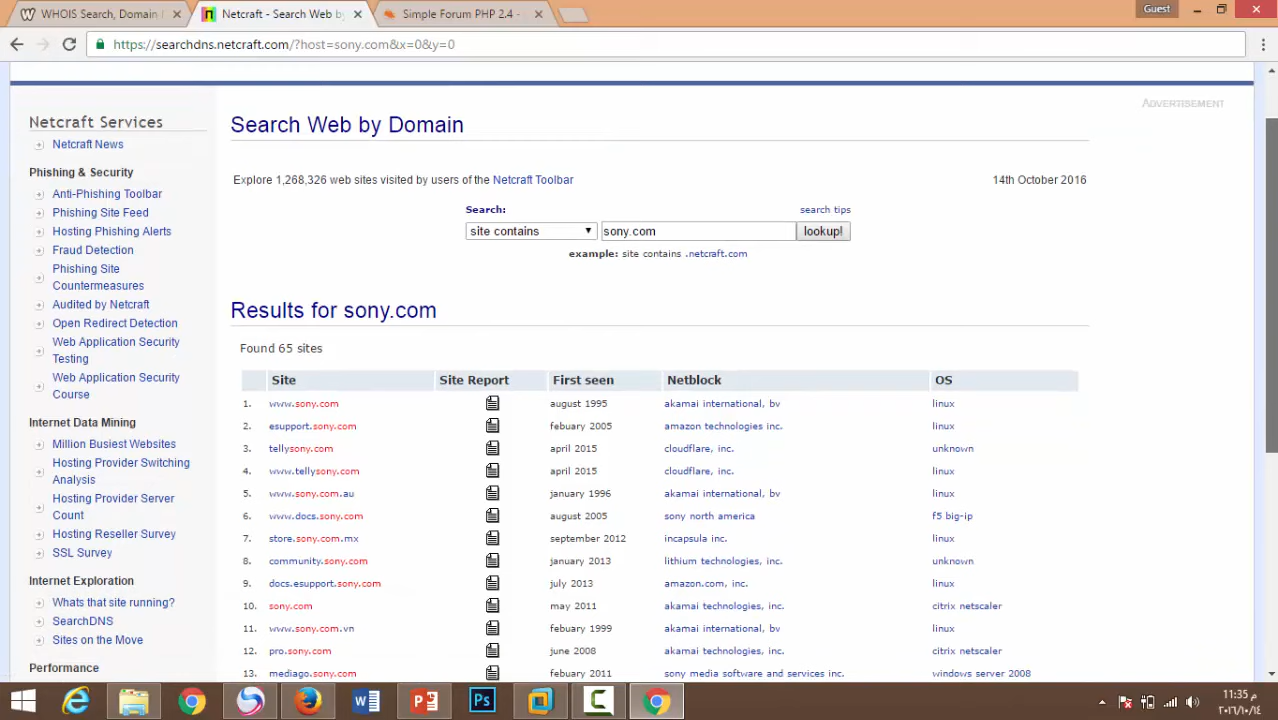 WHOIS Search, Domain
Netcraft - Search Web by
Simple Forum PHP 2.4 -
Guest
https://searchdns.netcraft.com/?host=sony.com&x=0&y=0
ADVERTISEMENT
Netcraft Services
Netcraft News
Phishing & Security
Anti-Phishing Toolbar
Phishing Site Feed
Hosting Phishing Alerts
Fraud Detection
Phishing Site
Countermeasures
Audited by Netcraft
Open Redirect Detection
Web Application Security
Testing
Web Application Security
Course
Internet Data Mining
Million Busiest Websites
Hosting Provider Switching
Analysis
Hosting Provider Server
Count
Hosting Reseller Survey
SSL Survey
Internet Exploration
Whats that site running?
SearchDNS
Sites on the Move
Performance
Search Web by Domain
Explore 1,268,326 web sites visited by users of the Netcraft Toolbar 14th October 2016
Search: search tips
site contains sony.com lookup!
example: site contains .netcraft.com
Results for sony.com
Found 65 sites
Site Site Report First seen Netblock OS
1. www.sony.com august 1995 akamai international, bv linux
2. esupport.sony.com febuary 2005 amazon technologies inc. linux
3. tellysony.com april 2015 cloudflare, inc. unknown
4. www.tellysony.com april 2015 cloudflare, inc. linux
5. www.sony.com.au january 1996 akamai international, bv linux
6. www.docs.sony.com august 2005 sony north america f5 big-ip
7. store.sony.com.mx september 2012 incapsula inc. linux
8. community.sony.com january 2013 lithium technologies, inc. unknown
9. docs.esupport.sony.com july 2013 amazon.com, inc. linux
10. sony.com may 2011 akamai technologies, inc. citrix netscaler
11. www.sony.com.vn febuary 1999 akamai international, bv linux
12. pro.sony.com june 2008 akamai technologies, inc. citrix netscaler
13. mediago.sony.com febuary 2011 sony media software and services inc. windows server 2008
Ps
م 11:35
٢٠١٦/١٠/١٤